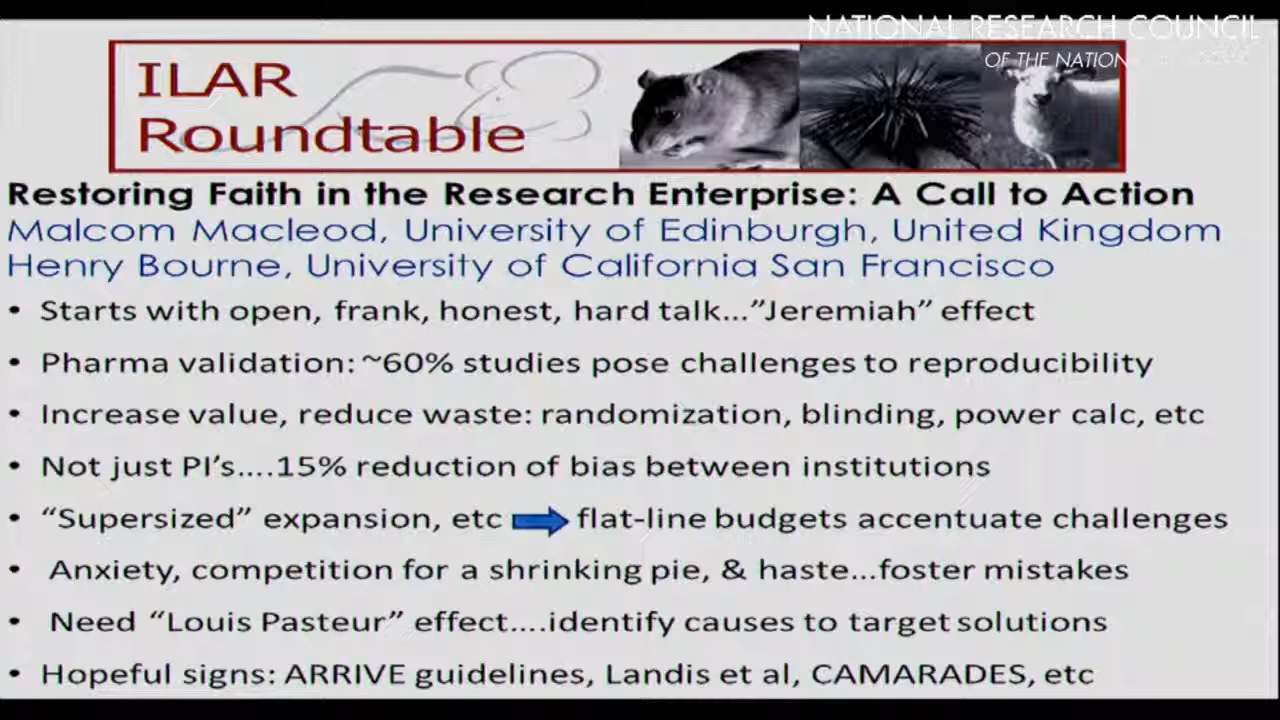 NATIONAL RESEARCH COUNCIL
OF THE NATION
ILAR
Roundtable
Restoring Faith in the Research Enterprise: A Call to Action
Malcom Macleod, University of Edinburgh, United Kingdom
Henry Bourne, University of California San Francisco
• Starts with open, frank, honest, hard talk...”Jeremiah” effect
• Pharma validation: ~60% studies pose challenges to reproducibility
• Increase value, reduce waste: randomization, blinding, power calc, etc
• Not just PI’s....15% reduction of bias between institutions
• “Supersized” expansion, etc ➡ flat-line budgets accentuate challenges
• Anxiety, competition for a shrinking pie, & haste...foster mistakes
• Need “Louis Pasteur” effect....identify causes to target solutions
• Hopeful signs: ARRIVE guidelines, Landis et al, CAMARADES, etc